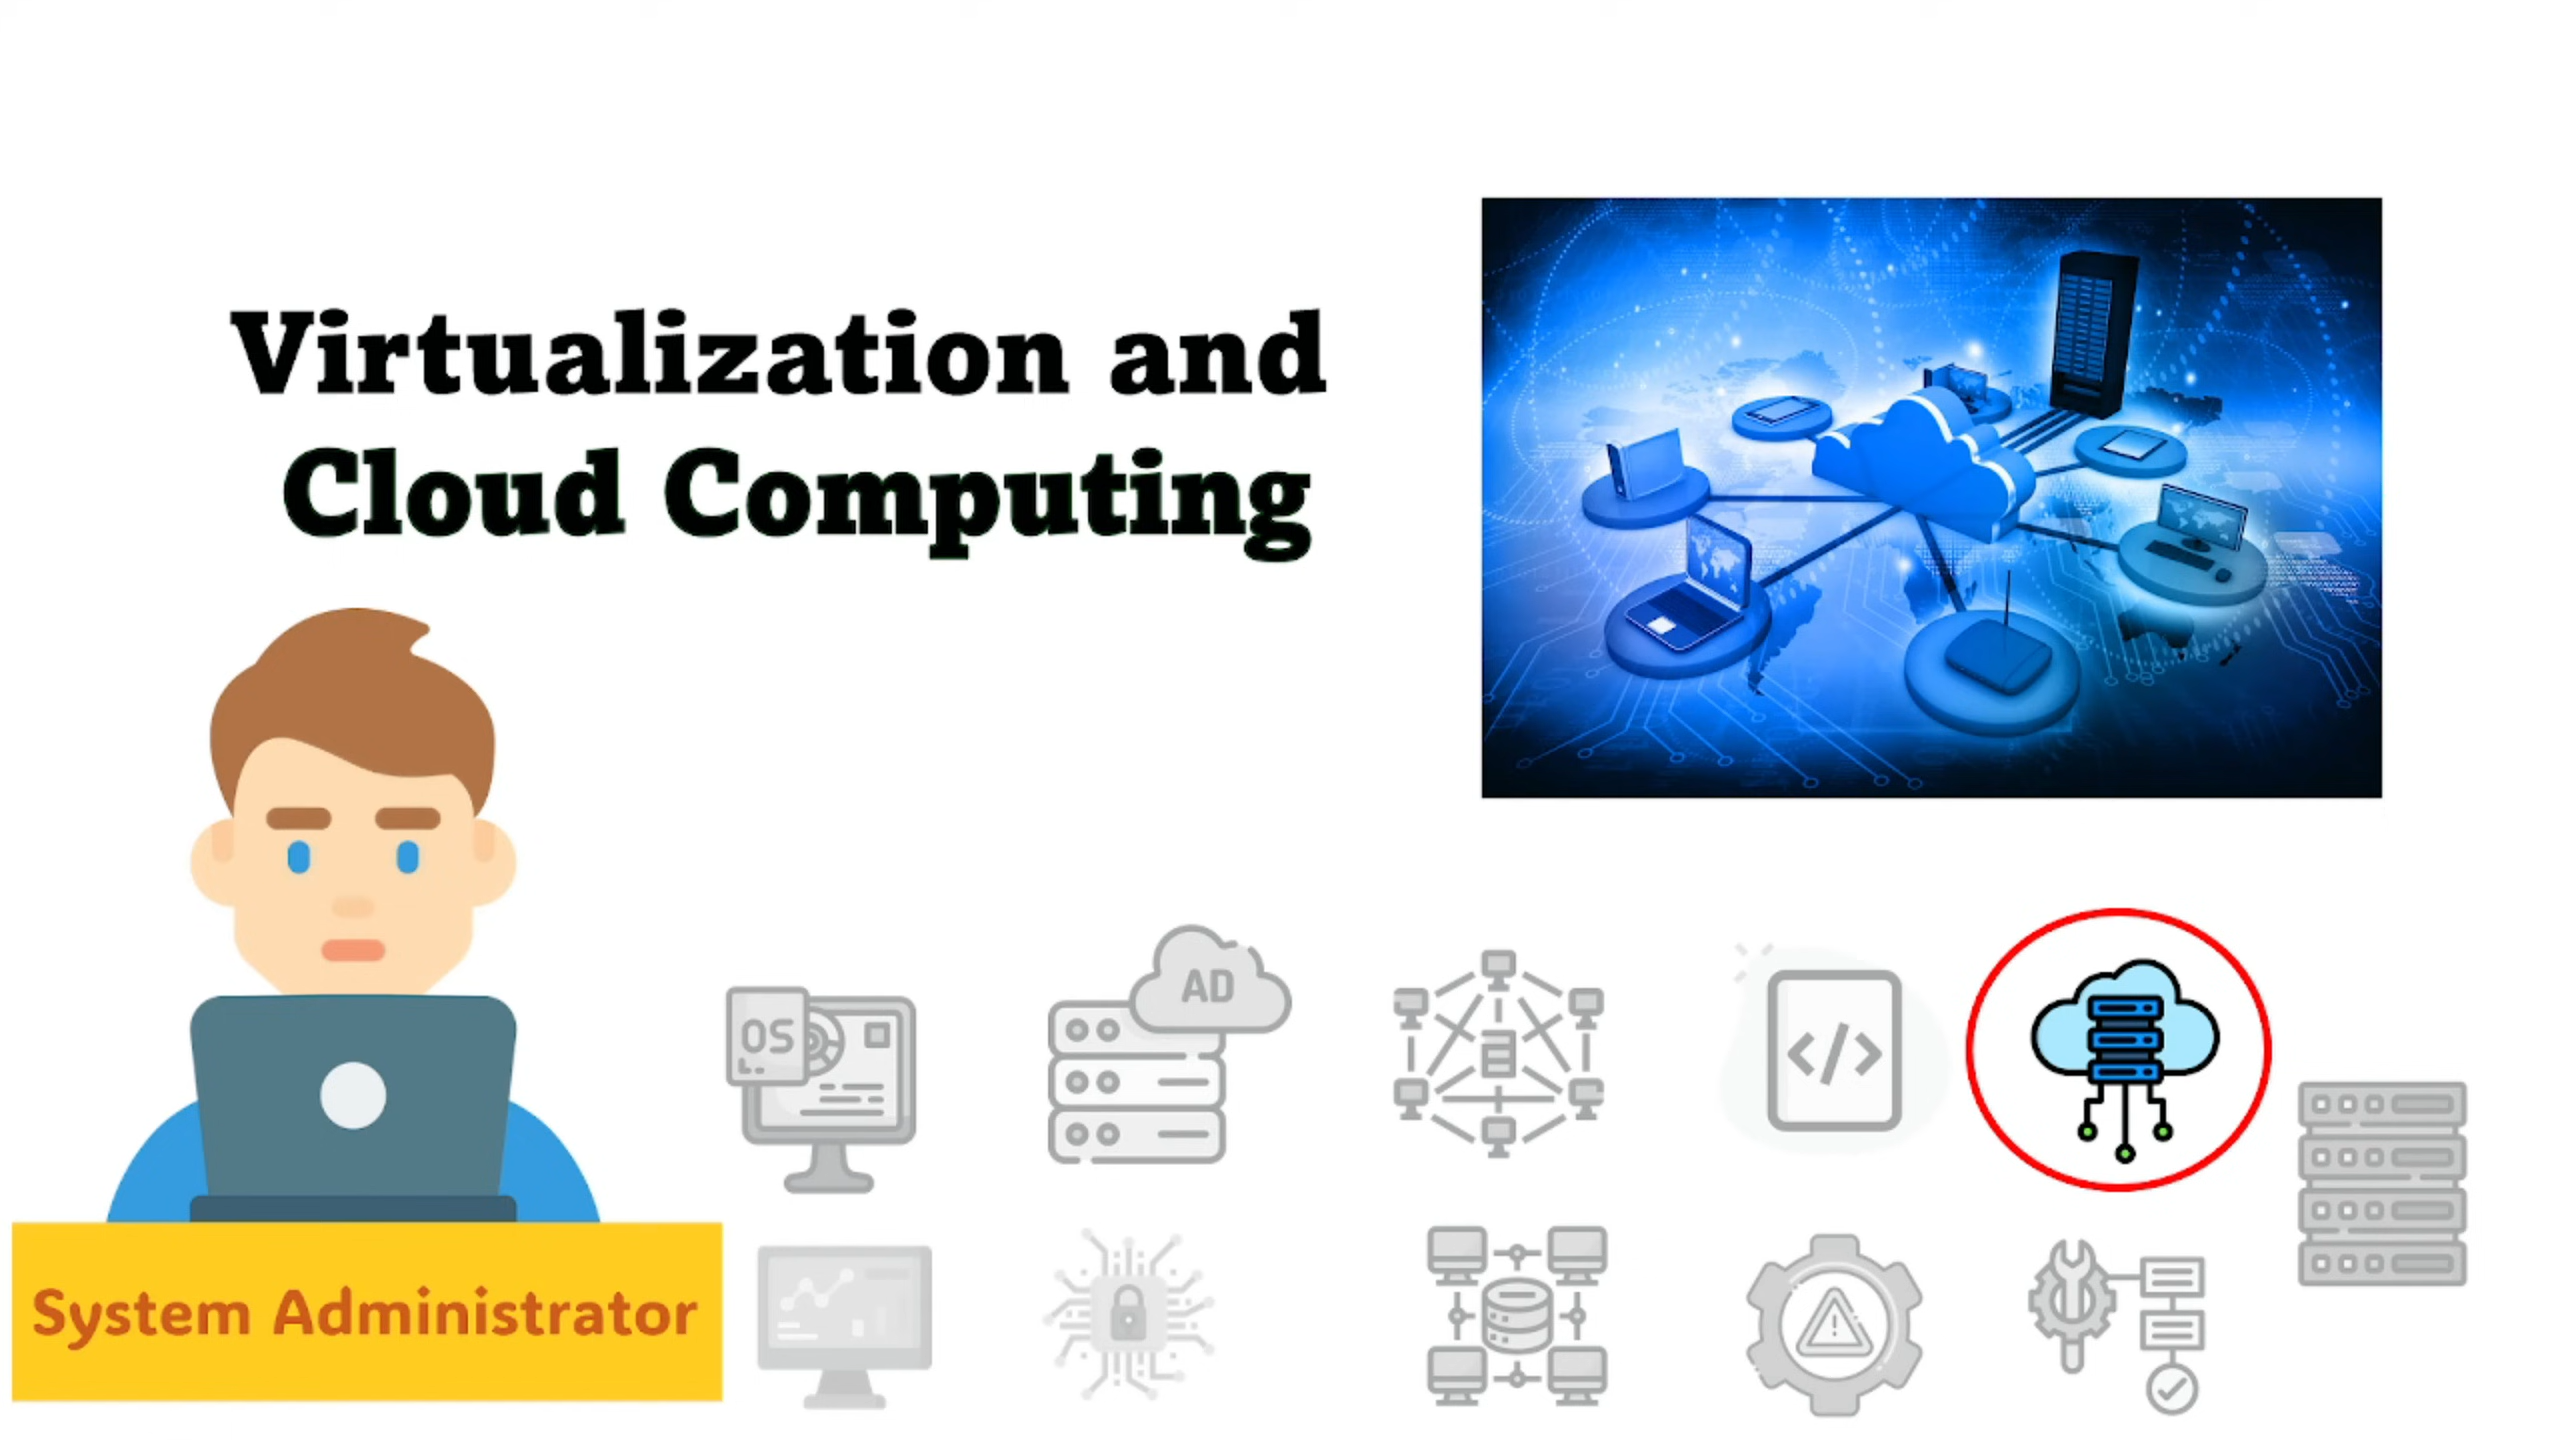 Virtualization and
Cloud Computing
AD
OS
</>
System Administrator